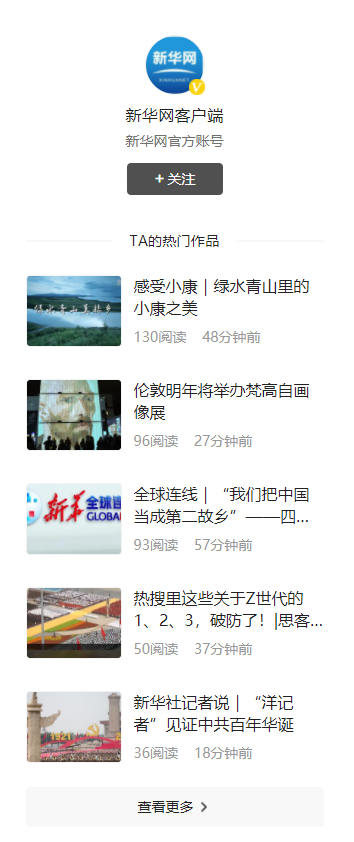 新华网
新华网客户端
新华网官方账号
+ 关注
TA的热门作品
感受小康｜绿水青山里的
小康之美
130阅读 48分钟前
伦敦明年将举办梵高自画
像展
96阅读 27分钟前
新华 全球连
GLOBAL
全球连线｜“我们把中国
当成第二故乡”——四...
93阅读 57分钟前
热搜里这些关于Z世代的
1、2、3，破防了！|思客...
50阅读 37分钟前
新华社记者说｜“洋记
者”见证中共百年华诞
36阅读 18分钟前
查看更多 >